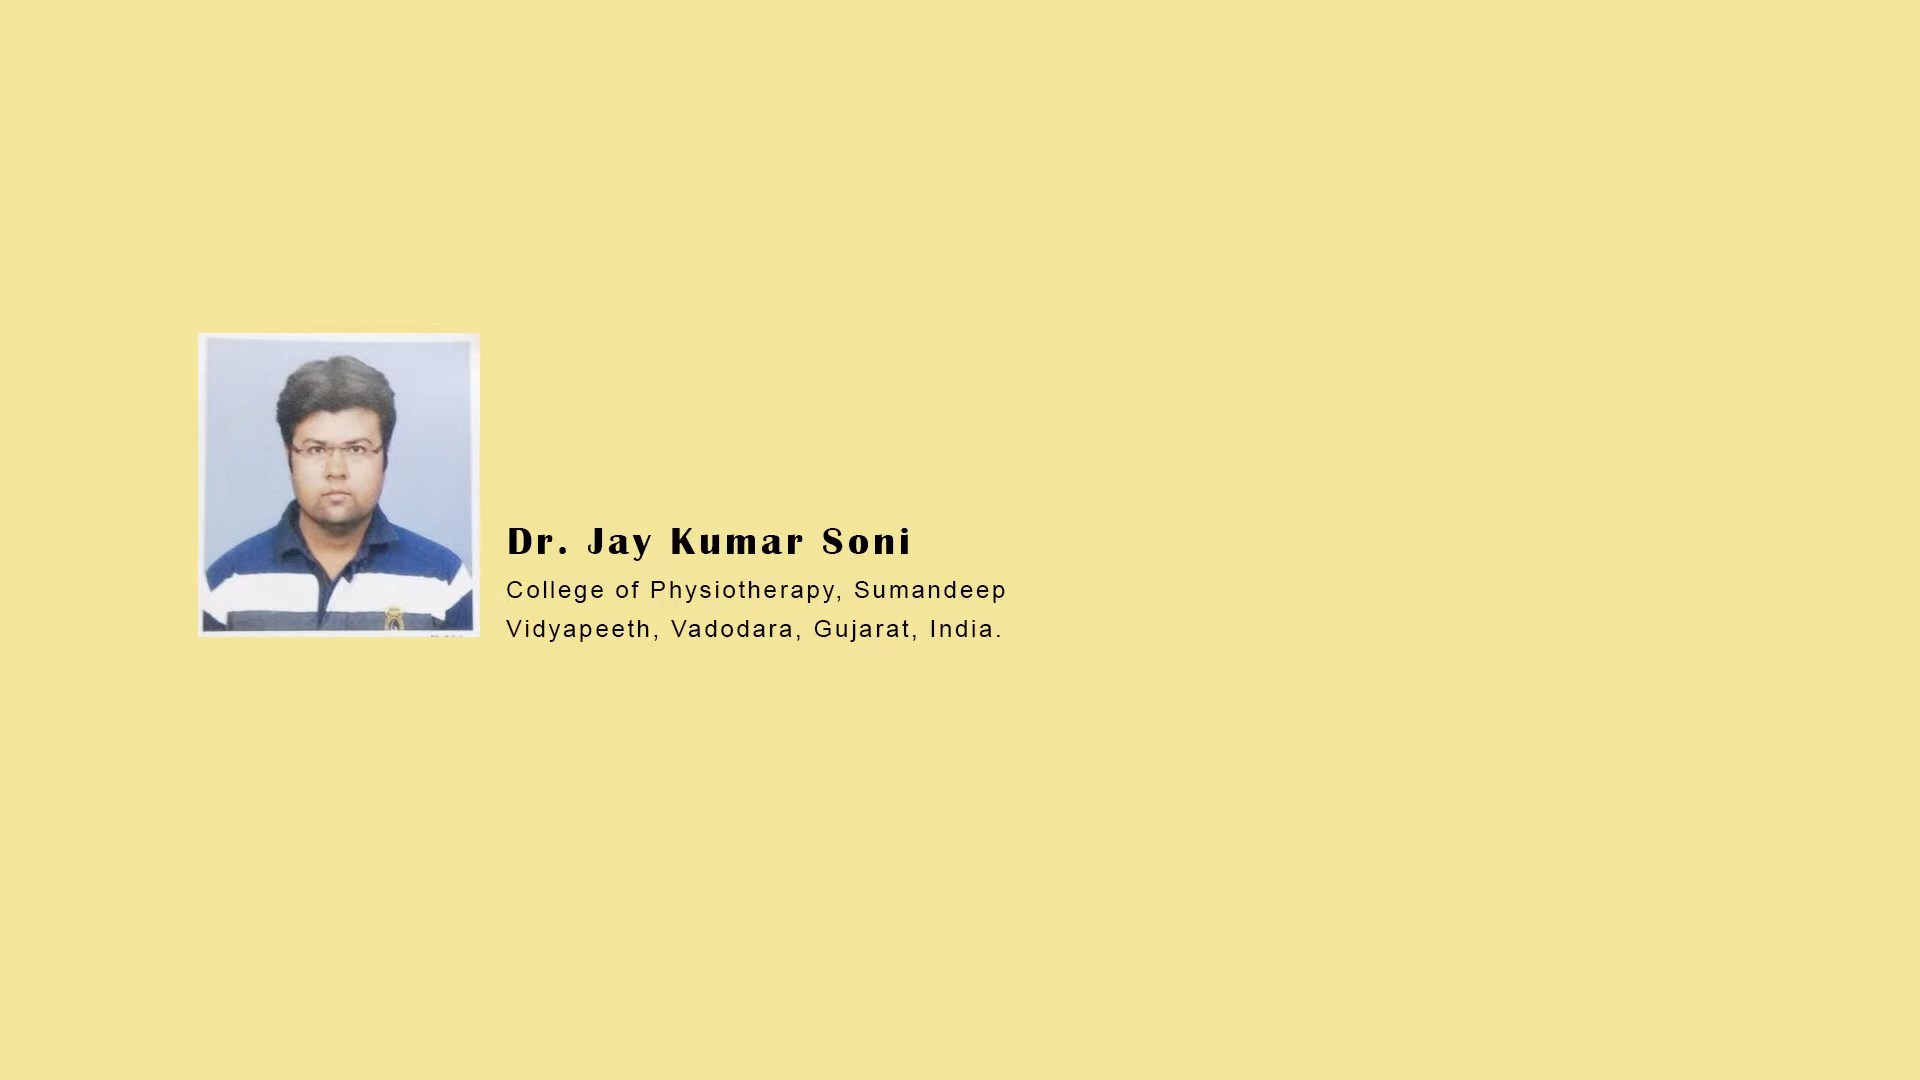 Dr. Jay Kumar Soni
College of Physiotherapy, Sumandeep
Vidyapeeth, Vadodara, Gujarat, India.